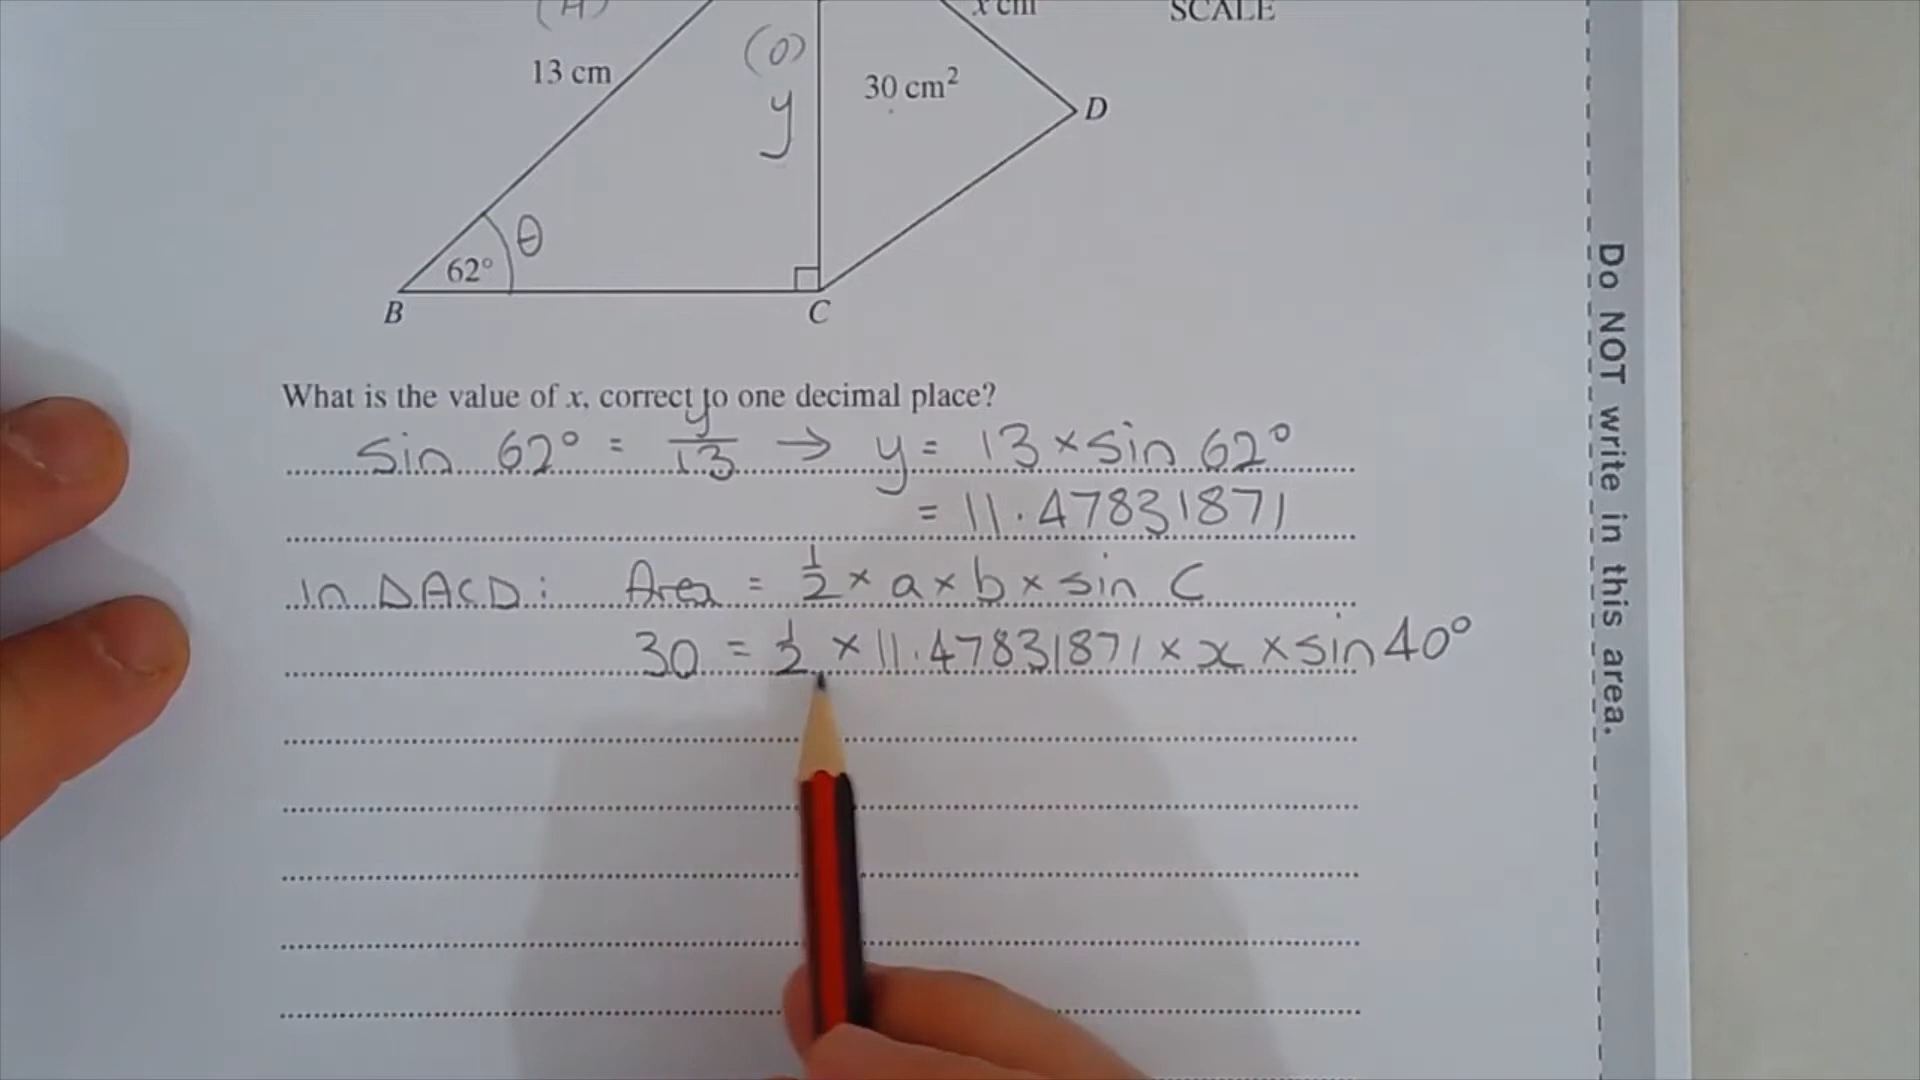 (H)
x cm
SCALE
(O)
13 cm
30 cm²
y
D
θ
62°
B
C
What is the value of x, correct to one decimal place?
sin 62° = y/13 → y = 13 × sin 62°
= 11.47831871
In △ACD: Area = 1/2 × a × b × sin C
30 = 1/2 × 11.47831871 × x × sin 40°
Do NOT write in this area.